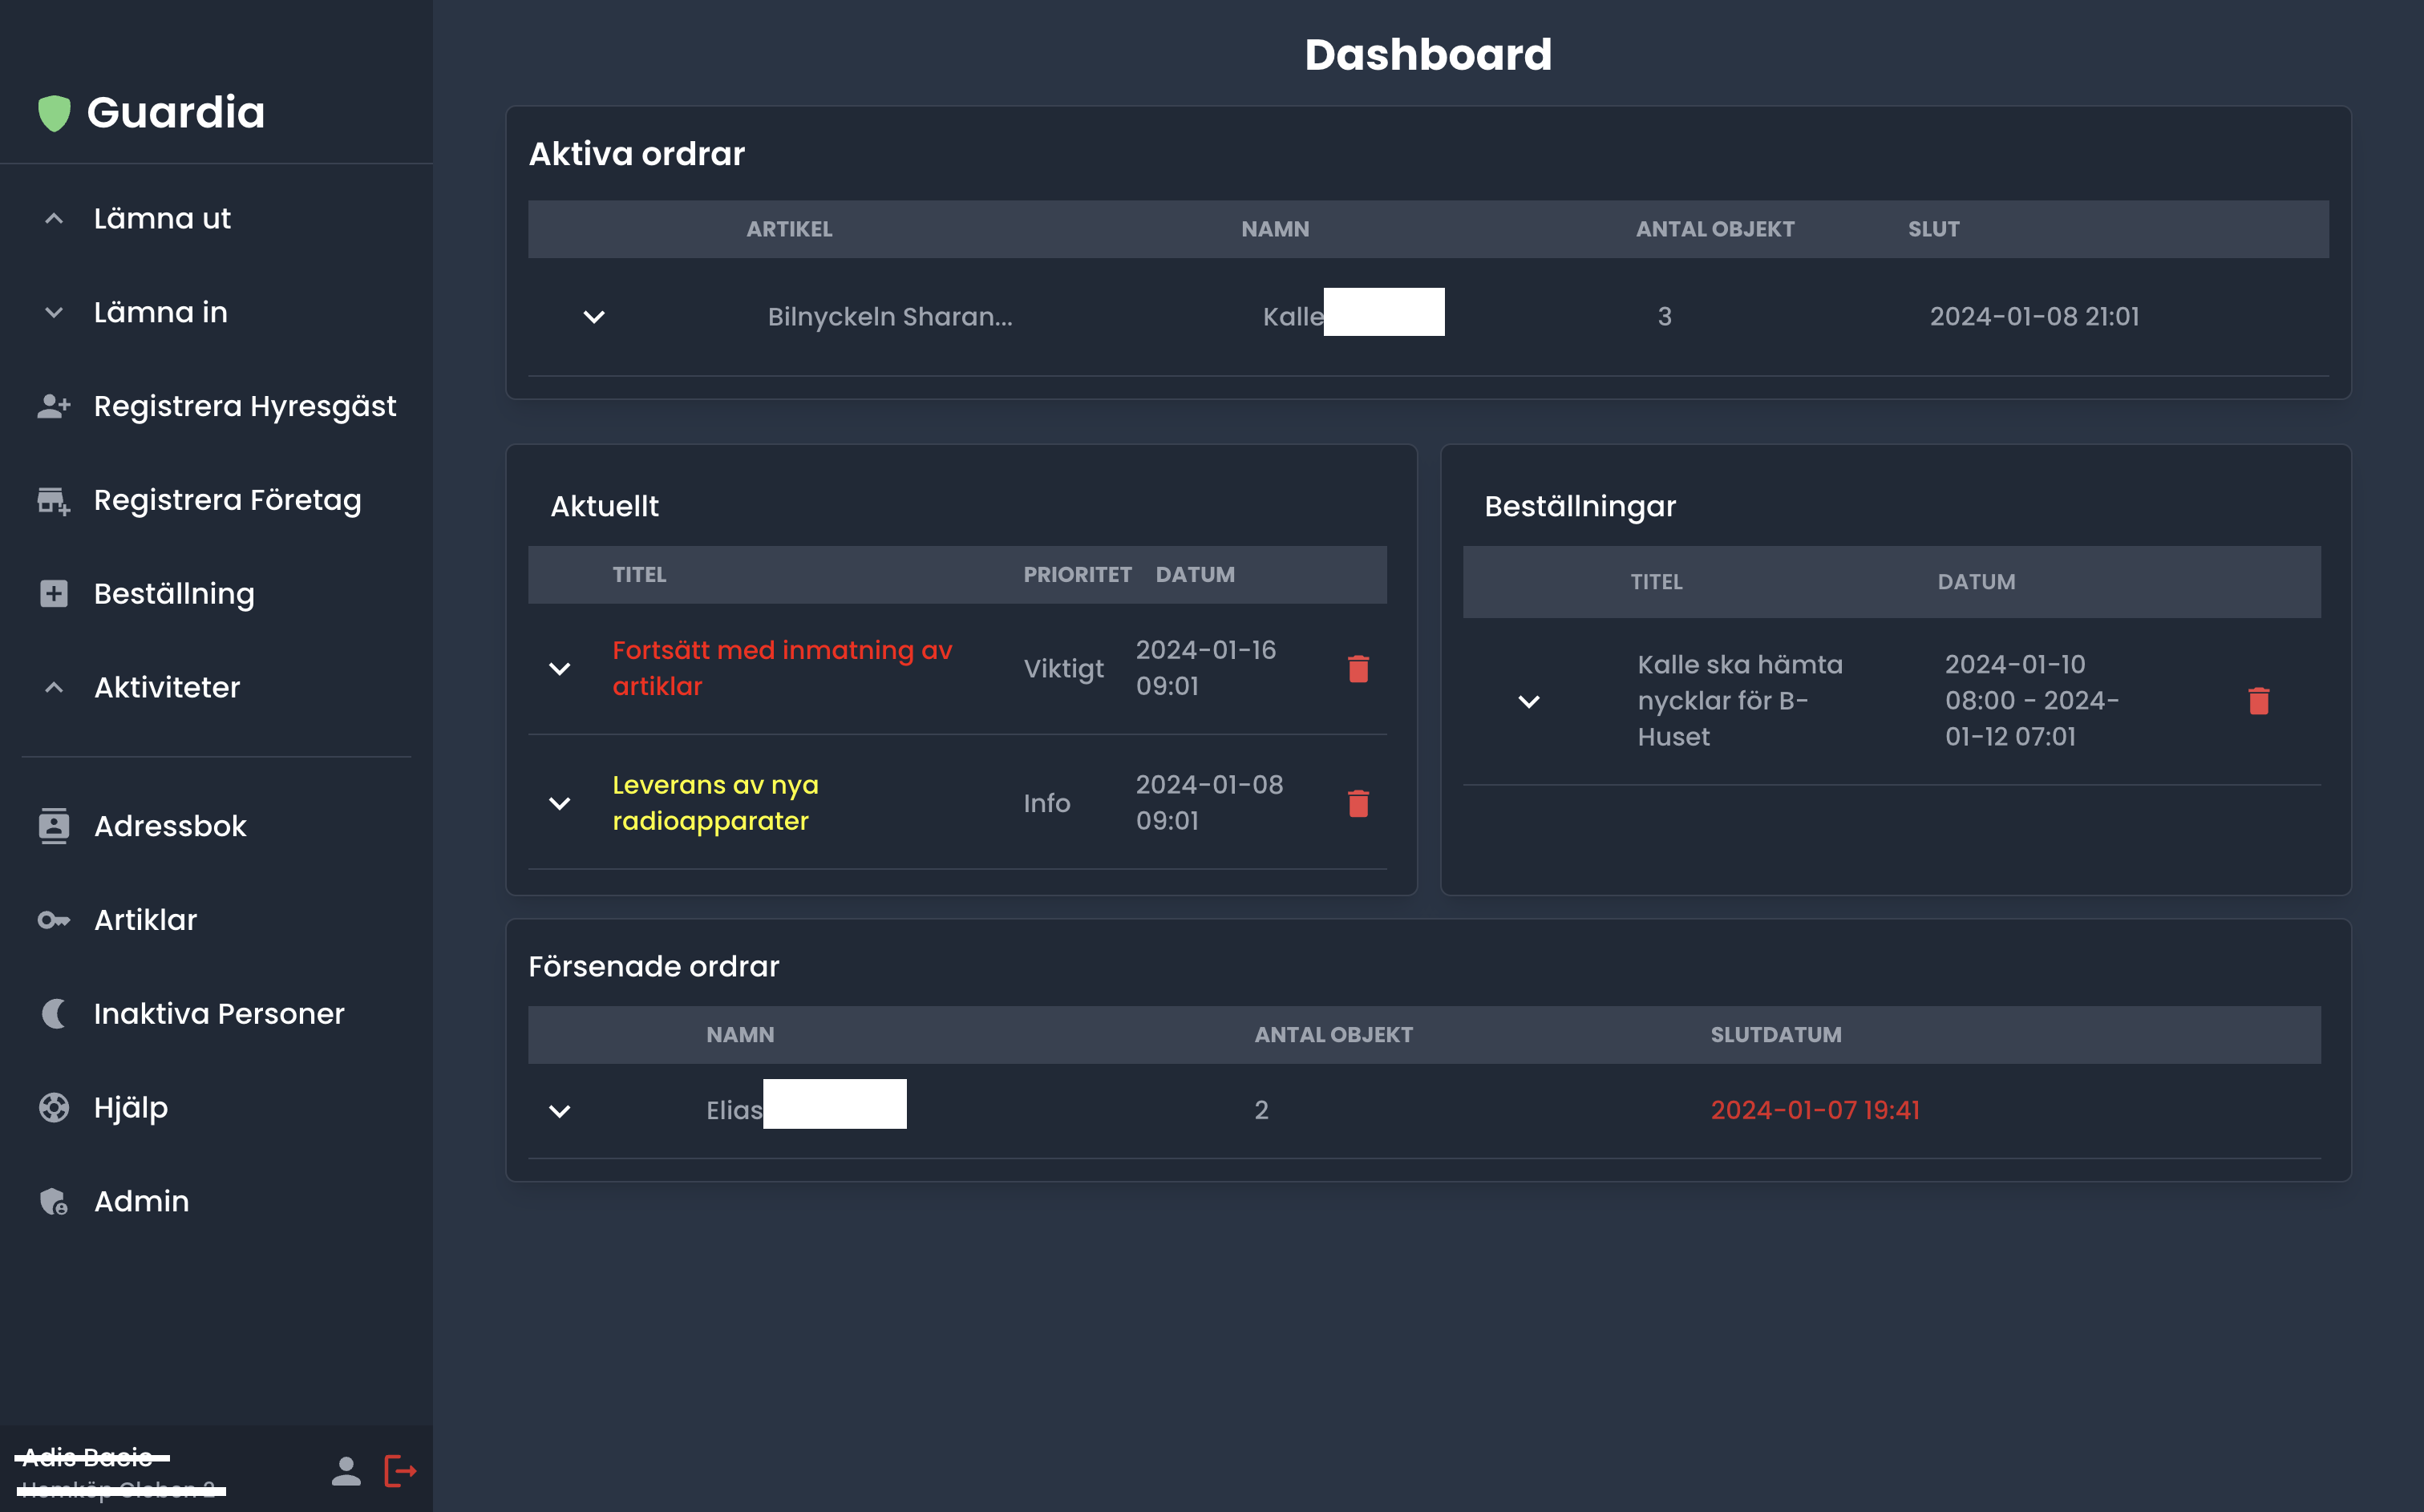 Guardia
Lämna ut
Lämna in
Registrera Hyresgäst
Registrera Företag
Beställning
Aktiviteter
Adressbok
Artiklar
Inaktiva Personer
Hjälp
Admin
Dashboard
Aktiva ordrar
ARTIKEL NAMN ANTAL OBJEKT SLUT
Bilnyckeln Sharan... Kalle 3 2024-01-08 21:01
Aktuellt
TITEL PRIORITET DATUM
Fortsätt med inmatning av
artiklar
Viktigt
2024-01-16
09:01
Leverans av nya
radioapparater
Info
2024-01-08
09:01
Beställningar
TITEL DATUM
Kalle ska hämta
nycklar för B-
Huset
2024-01-10
08:00 - 2024-
01-12 07:01
Försenade ordrar
NAMN ANTAL OBJEKT SLUTDATUM
Elias 2 2024-01-07 19:41